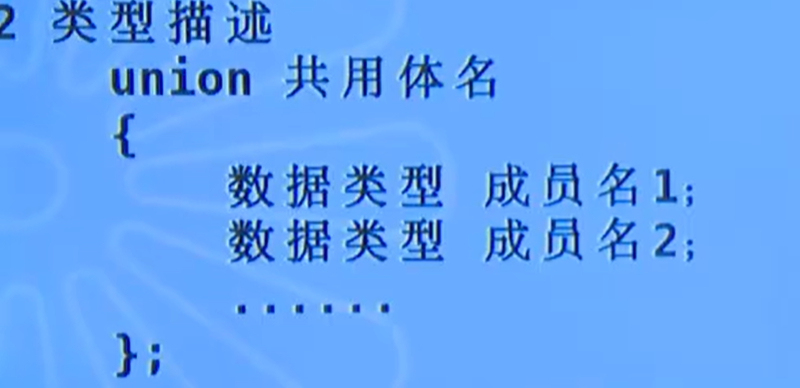 2 类型描述
union 共用体名
{
数据类型 成员名1;
数据类型 成员名2;
......
};